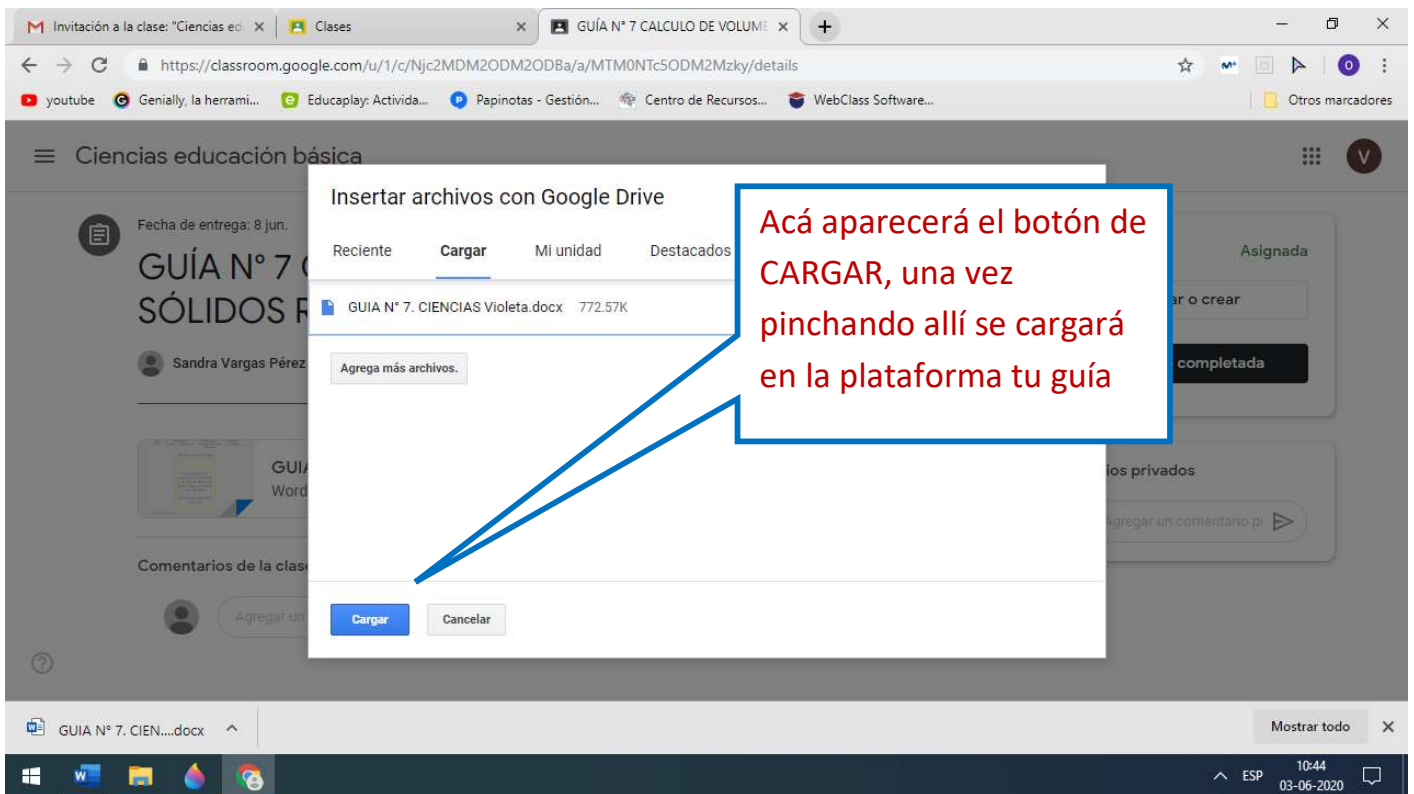 Invitación a la clase: "Ciencias ed
Clases
GUÍA N° 7 CALCULO DE VOLUME
https://classroom.google.com/u/1/c/Njc2MDM2ODM2ODBa/a/MTM0NTc5ODM2Mzky/details
O
youtube
Genially, la herrami...
Educaplay: Activida...
Papinotas - Gestión...
Centro de Recursos...
WebClass Software...
Otros marcadores
Ciencias educación básica
V
Insertar archivos con Google Drive
Reciente
Cargar
Mi unidad
Destacados
Acá aparecerá el botón de
CARGAR, una vez
pinchando allí se cargará
en la plataforma tu guía
Fecha de entrega: 8 jun.
GUÍA N° 7
SÓLIDOS R
Sandra Vargas Pérez
GUIA N° 7. CIENCIAS Violeta.docx 772.57K
Agrega más archivos.
Asignada
ar o crear
completada
GUIA
Word
ios privados
Agregar un comentario pi
Comentarios de la clase
Agregar un
Cargar
Cancelar
GUIA N° 7. CIEN....docx
Mostrar todo
ESP
10:44
03-06-2020